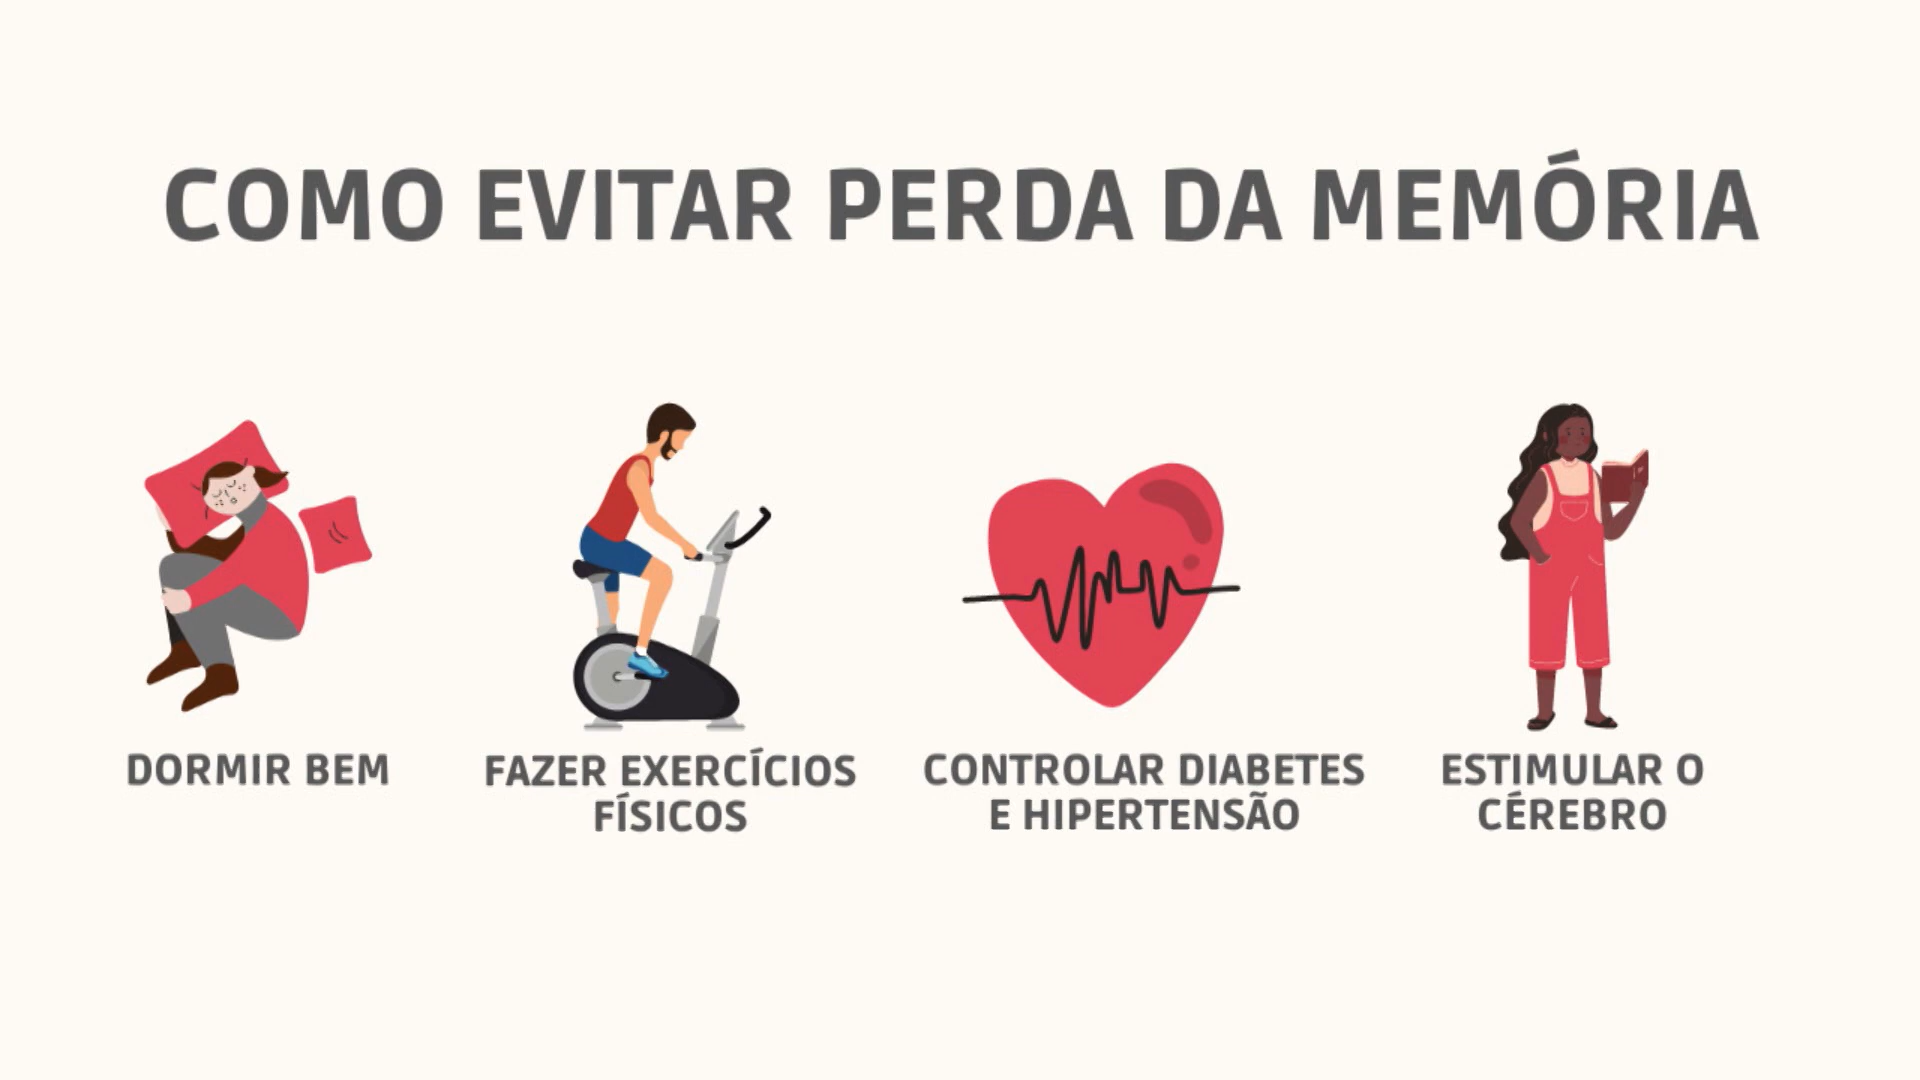 COMO EVITAR PERDA DA MEMÓRIA
DORMIR BEM
FAZER EXERCÍCIOS
FÍSICOS
CONTROLAR DIABETES
E HIPERTENSÃO
ESTIMULAR O
CÉREBRO